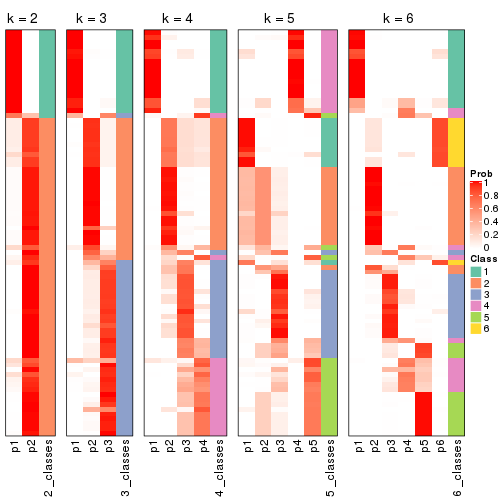 k = 2
k = 3
k = 4
k = 5
k = 6
Prob
1
0.8
0.6
0.4
0.2
0
Class
1
2
3
4
5
6
p1
p2
2_classes
p1
p2
p3
3_classes
p1
p2
p3
p4
4_classes
p1
p2
p3
p4
p5
5_classes
p1
p2
p3
p4
p5
p6
6_classes